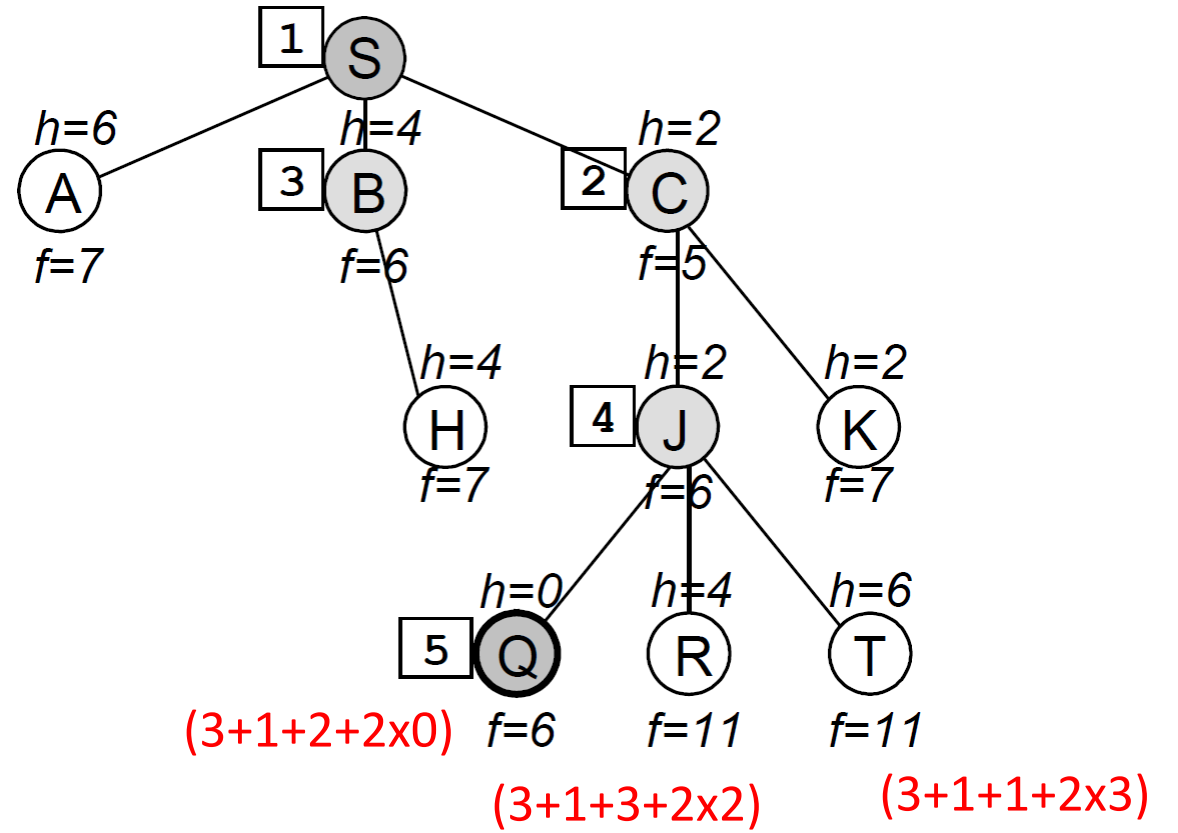 1
S
h=6
h=4
h=2
A
3
B
2
C
f=7
f=6
f=5
h=4
h=2
h=2
H
4
J
K
f=7
f=6
f=7
h=0
h=4
h=6
5
Q
R
T
(3+1+2+2x0)
f=6
f=11
f=11
(3+1+3+2x2)
(3+1+1+2x3)